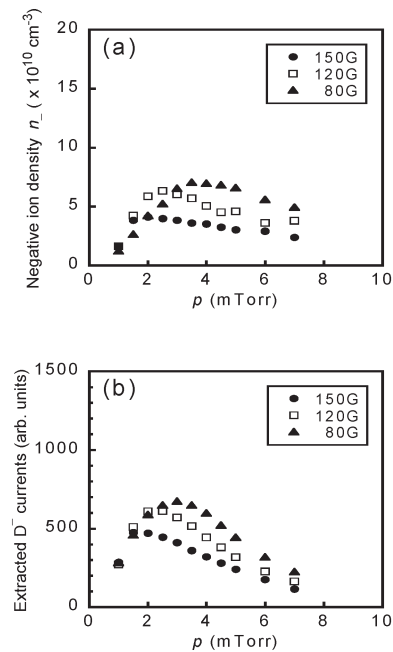 (a)
Negative ion density n_ ( x 10^10 cm^-3)
20
15
10
5
0
150G
120G
80G
0 2 4 6 8 10
p (mTorr)
(b)
Extracted D^- currents (arb. units)
1500
1000
500
0
150G
120G
80G
0 2 4 6 8 10
p (mTorr)